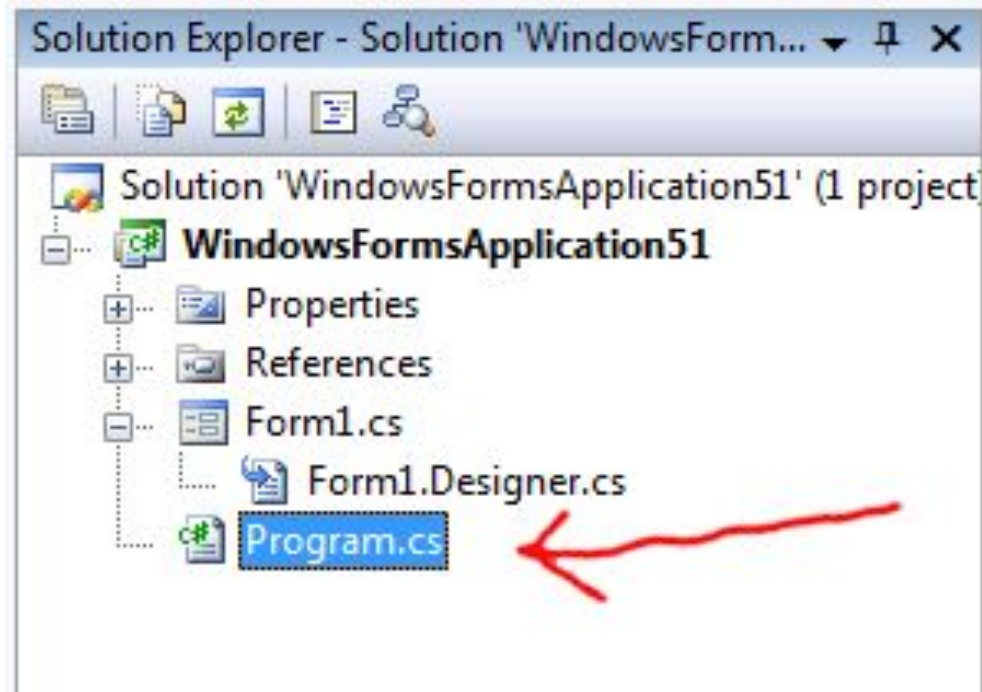 Solution Explorer - Solution 'WindowsForm...
Solution 'WindowsFormsApplication51' (1 project)
WindowsFormsApplication51
Properties
References
Form1.cs
Form1.Designer.cs
C# Program.cs